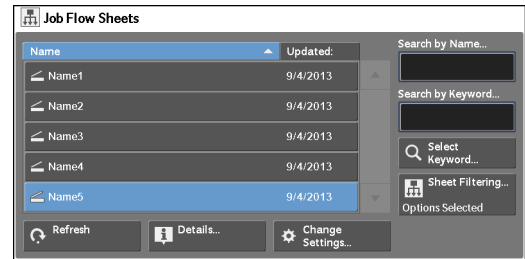 Job Flow Sheets
Name Updated:
Name1 9/4/2013
Name2 9/4/2013
Name3 9/4/2013
Name4 9/4/2013
Name5 9/4/2013
Search by Name...
Search by Keyword...
Select
Keyword...
Sheet Filtering...
Options Selected
Refresh
Details...
Change
Settings...